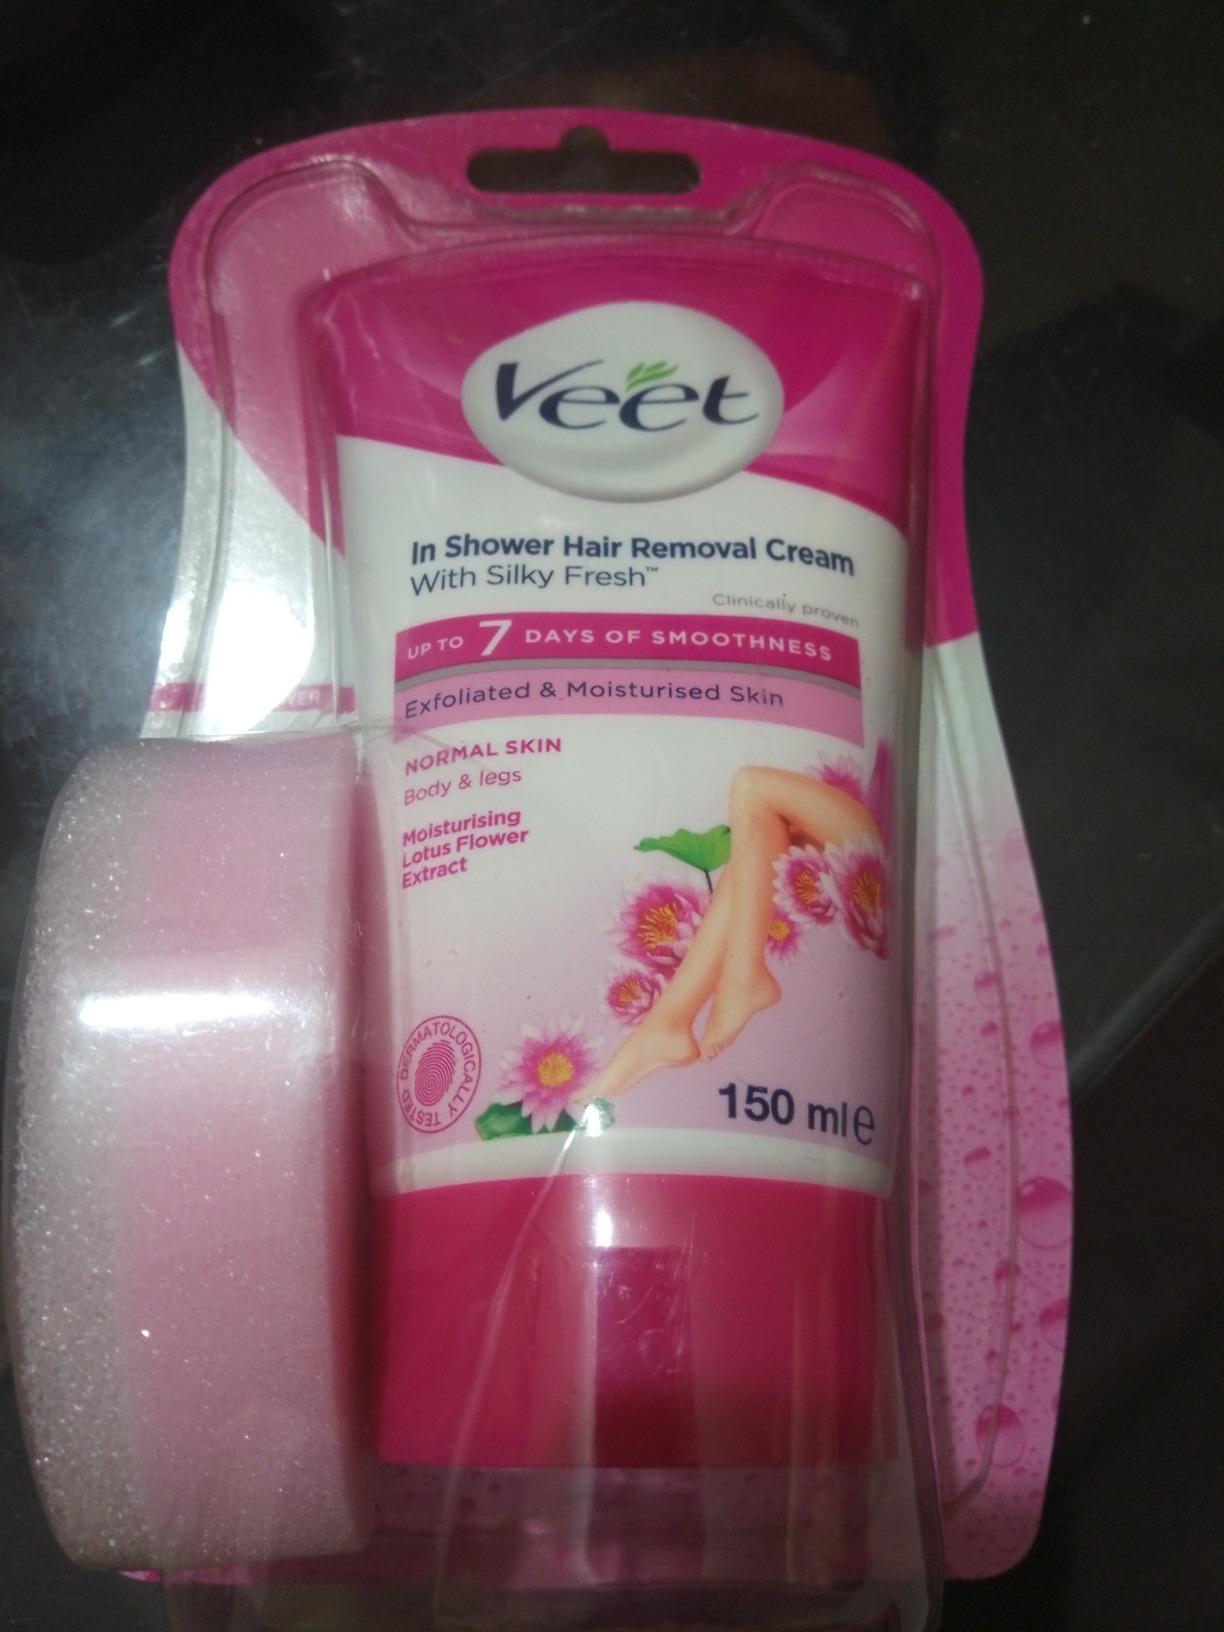 Veet
In Shower Hair Removal Cream
With Silky Fresh™
Clinically proven
UP TO 7 DAYS OF SMOOTHNESS
Exfoliated & Moisturised Skin
NORMAL SKIN
Body & legs
Moisturising
Lotus Flower
Extract
DERMATOLOGICALLY TESTED
150 ml e